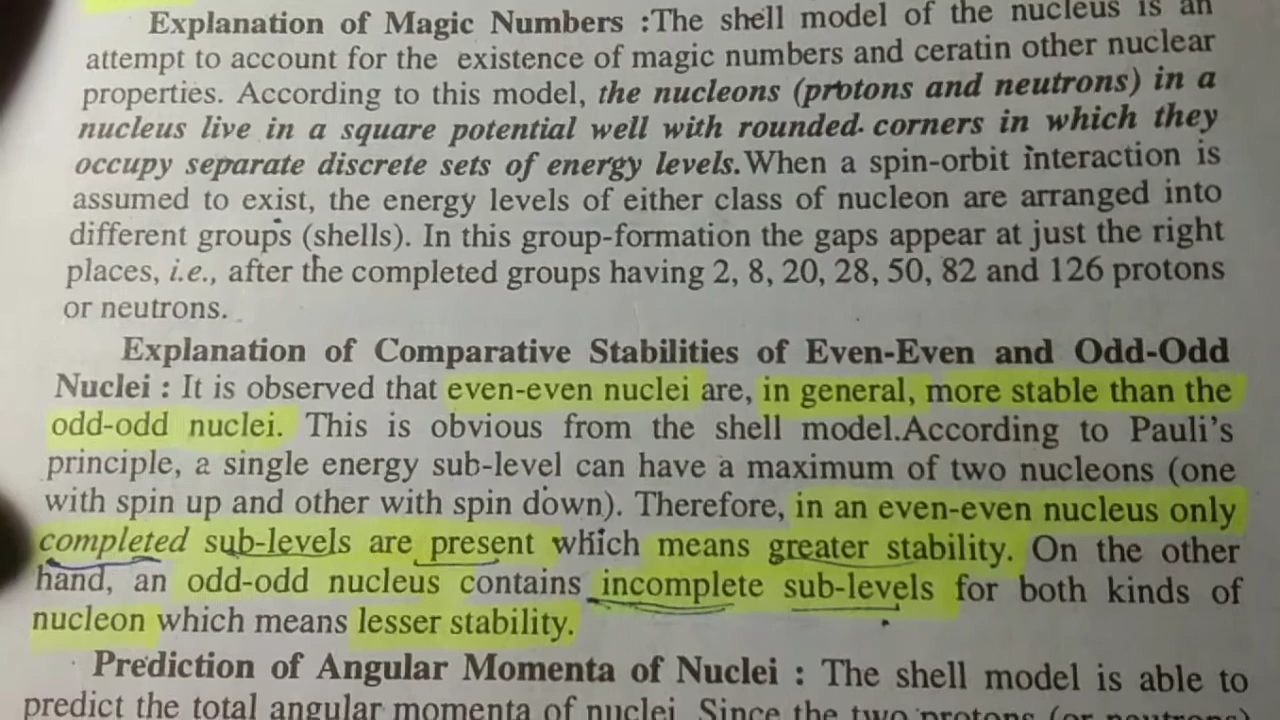 Explanation of Magic Numbers :The shell model of the nucleus is an
attempt to account for the existence of magic numbers and ceratin other nuclear
properties. According to this model, the nucleons (protons and neutrons) in a
nucleus live in a square potential well with rounded. corners in which they
occupy separate discrete sets of energy levels.When a spin-orbit interaction is
assumed to exist, the energy levels of either class of nucleon are arranged into
different groups (shells). In this group-formation the gaps appear at just the right
places, i.e., after the completed groups having 2, 8, 20, 28, 50, 82 and 126 protons
or neutrons.
Explanation of Comparative Stabilities of Even-Even and Odd-Odd
Nuclei : It is observed that even-even nuclei are, in general, more stable than the
odd-odd nuclei. This is obvious from the shell model.According to Pauli's
principle, a single energy sub-level can have a maximum of two nucleons (one
with spin up and other with spin down). Therefore, in an even-even nucleus only
completed sub-levels are present which means greater stability. On the other
hand, an odd-odd nucleus contains incomplete sub-levels for both kinds of
nucleon which means lesser stability.
Prediction of Angular Momenta of Nuclei : The shell model is able to
predict the total angular momenta of nuclei. Since the two protons (or neutrons)